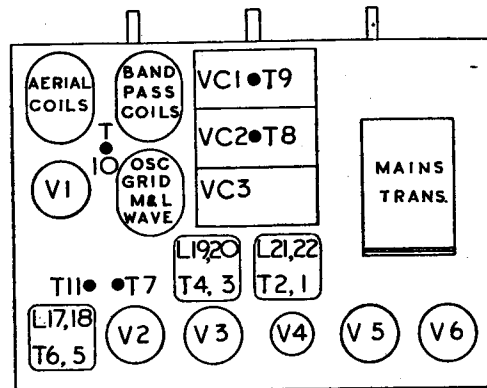 AERIAL
COILS
BAND
PASS
COILS
VC1 T9
T
10
VC2 T8
V1
OSC
GRID
M&L
WAVE
VC3
MAINS
TRANS.
L19,20
T4, 3
L21,22
T2, 1
T11 T7
L17,18
T6, 5
V2
V3
V4
V5
V6